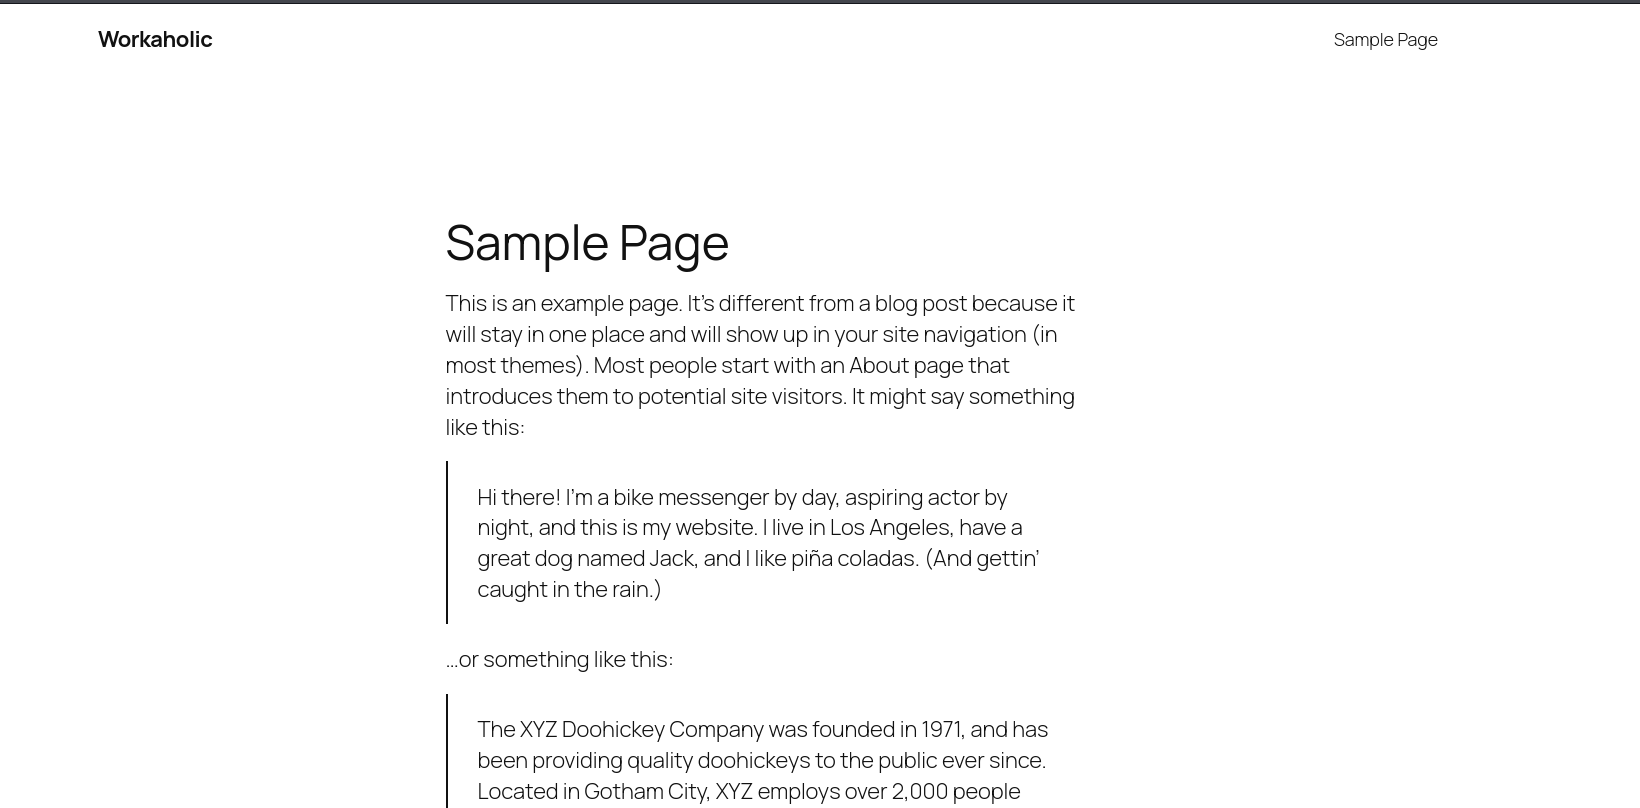 Workaholic
Sample Page
Sample Page
This is an example page. It’s different from a blog post because it
will stay in one place and will show up in your site navigation (in
most themes). Most people start with an About page that
introduces them to potential site visitors. It might say something
like this:
Hi there! I’m a bike messenger by day, aspiring actor by
night, and this is my website. I live in Los Angeles, have a
great dog named Jack, and I like piña coladas. (And gettin’
caught in the rain.)
…or something like this:
The XYZ Doohickey Company was founded in 1971, and has
been providing quality doohickeys to the public ever since.
Located in Gotham City, XYZ employs over 2,000 people